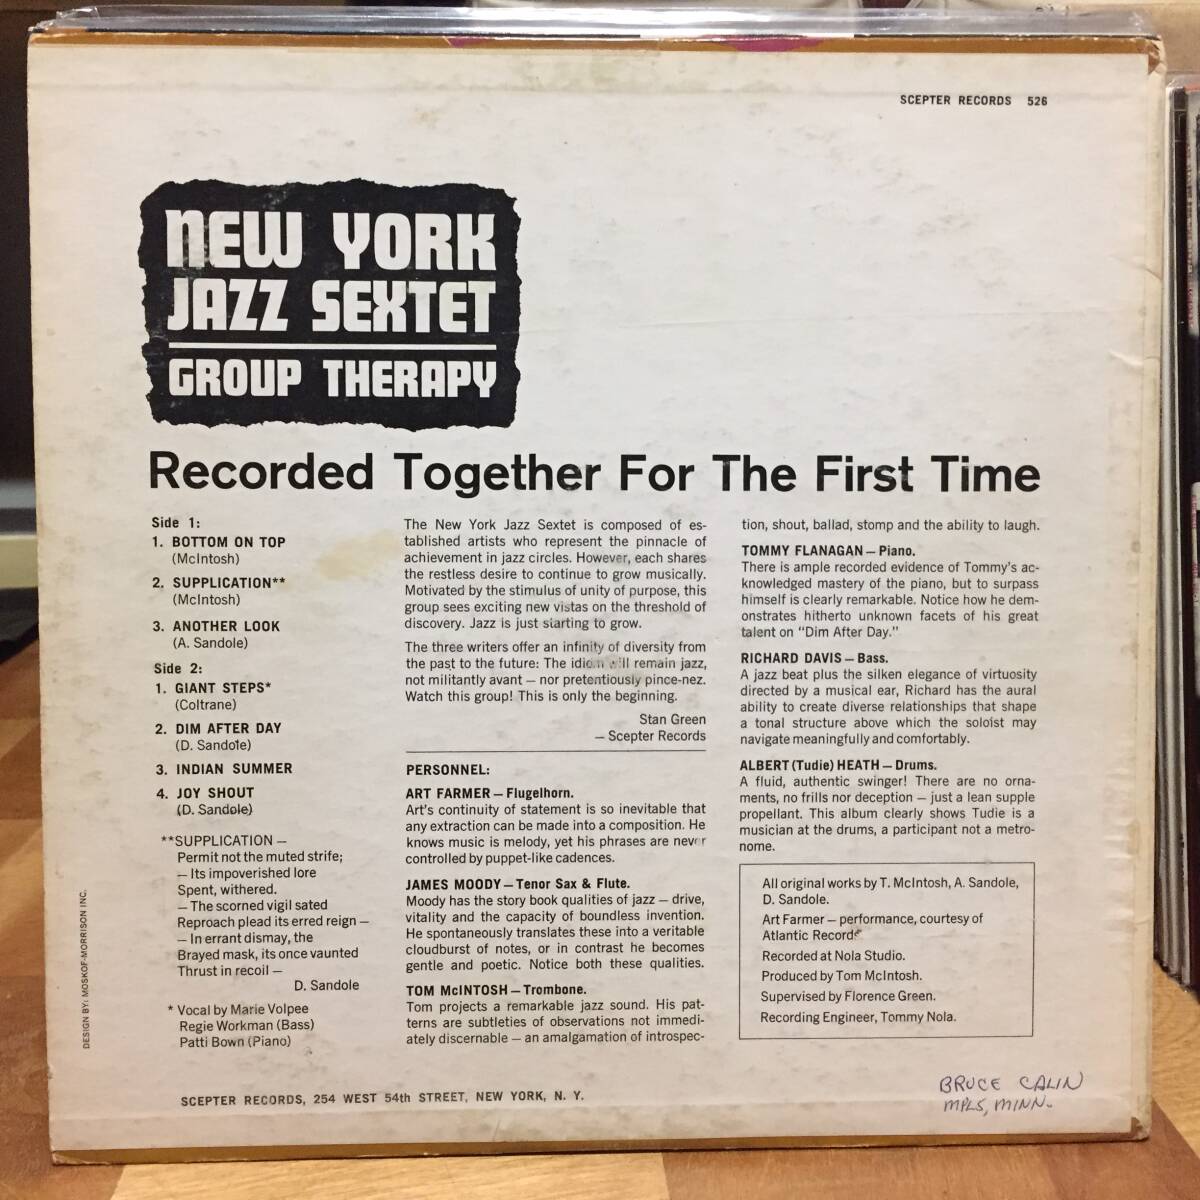 SCEPTER RECORDS 526
NEW YORK
JAZZ SEXTET
GROUP THERAPY
Recorded Together For The First Time
Side 1:
1. BOTTOM ON TOP
(McIntosh)
2. SUPPLICATION**
(McIntosh)
3. ANOTHER LOOK
(A. Sandole)
Side 2:
1. GIANT STEPS*
(Coltrane)
2. DIM AFTER DAY
(D. Sandole)
3. INDIAN SUMMER
4. JOY SHOUT
(D. Sandole)
**SUPPLICATION —
Permit not the muted strife;
— Its impoverished lore
Spent, withered.
— The scorned vigil sated
Reproach plead its erred reign —
— In errant dismay, the
Brayed mask, its once vaunted
Thrust in recoil —
D. Sandole
* Vocal by Marie Volpee
Regie Workman (Bass)
Patti Bown (Piano)
The New York Jazz Sextet is composed of es-
tablished artists who represent the pinnacle of
achievement in jazz circles. However, each shares
the restless desire to continue to grow musically.
Motivated by the stimulus of unity of purpose, this
group sees exciting new vistas on the threshold of
discovery. Jazz is just starting to grow.
The three writers offer an infinity of diversity from
the past to the future: The idiom will remain jazz,
not militantly avant — nor pretentiously pince-nez.
Watch this group! This is only the beginning.
Stan Green
— Scepter Records
PERSONNEL:
ART FARMER — Flugelhorn.
Art's continuity of statement is so inevitable that
any extraction can be made into a composition. He
knows music is melody, yet his phrases are never
controlled by puppet-like cadences.
JAMES MOODY — Tenor Sax & Flute.
Moody has the story book qualities of jazz — drive,
vitality and the capacity of boundless invention.
He spontaneously translates these into a veritable
cloudburst of notes, or in contrast he becomes
gentle and poetic. Notice both these qualities.
TOM McINTOSH — Trombone.
Tom projects a remarkable jazz sound. His pat-
terns are subtleties of observations not immedi-
ately discernable — an amalgamation of introspec-
tion, shout, ballad, stomp and the ability to laugh.
TOMMY FLANAGAN — Piano.
There is ample recorded evidence of Tommy's ac-
knowledged mastery of the piano, but to surpass
himself is clearly remarkable. Notice how he dem-
onstrates hitherto unknown facets of his great
talent on "Dim After Day."
RICHARD DAVIS — Bass.
A jazz beat plus the silken elegance of virtuosity
directed by a musical ear, Richard has the aural
ability to create diverse relationships that shape
a tonal structure above which the soloist may
navigate meaningfully and comfortably.
ALBERT (Tudie) HEATH — Drums.
A fluid, authentic swinger! There are no orna-
ments, no frills nor deception — just a lean supple
propellant. This album clearly shows Tudie is a
musician at the drums, a participant not a metro-
nome.
All original works by T. McIntosh, A. Sandole,
D. Sandole.
Art Farmer — performance, courtesy of
Atlantic Records
Recorded at Nola Studio.
Produced by Tom McIntosh.
Supervised by Florence Green.
Recording Engineer, Tommy Nola.
DESIGN BY: MOSKOF-MORRISON INC.
SCEPTER RECORDS, 254 WEST 54th STREET, NEW YORK, N. Y.
BRUCE CALIN
MPLS, MINN.